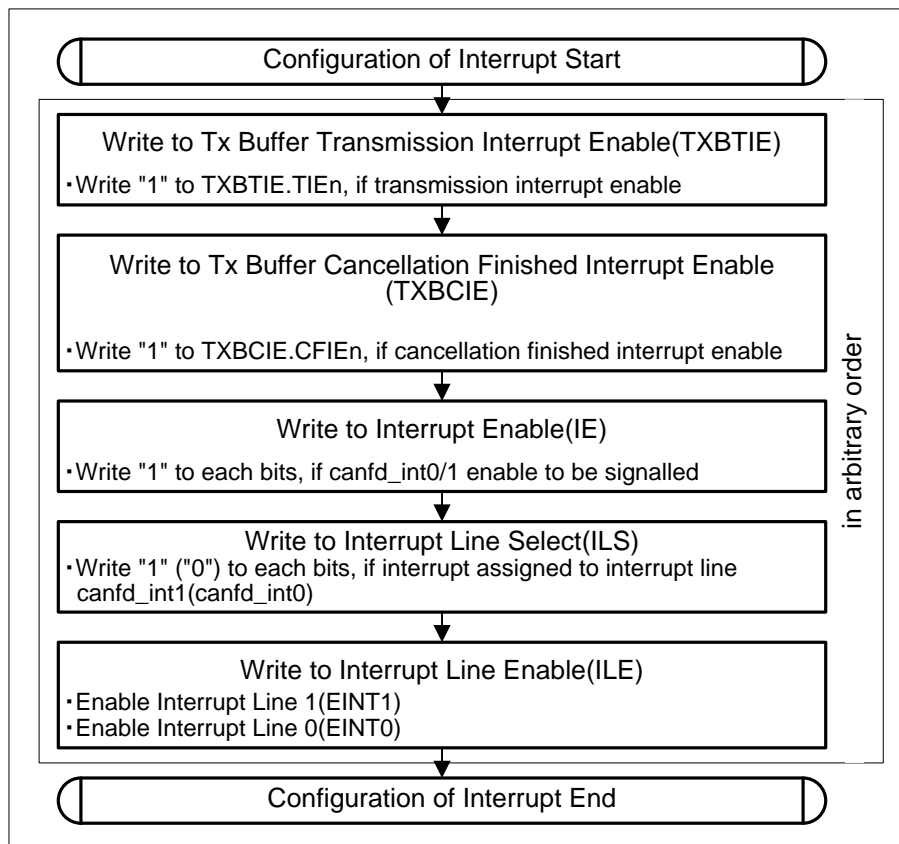 Configuration of Interrupt Start
Write to Tx Buffer Transmission Interrupt Enable(TXBTIE)
・Write "1" to TXBTIE.TIEn, if transmission interrupt enable
Write to Tx Buffer Cancellation Finished Interrupt Enable
(TXBCIE)
・Write "1" to TXBCIE.CFIEn, if cancellation finished interrupt enable
Write to Interrupt Enable(IE)
・Write "1" to each bits, if canfd_int0/1 enable to be signalled
Write to Interrupt Line Select(ILS)
・Write "1" ("0") to each bits, if interrupt assigned to interrupt line
canfd_int1(canfd_int0)
Write to Interrupt Line Enable(ILE)
・Enable Interrupt Line 1(EINT1)
・Enable Interrupt Line 0(EINT0)
in arbitrary order
Configuration of Interrupt End